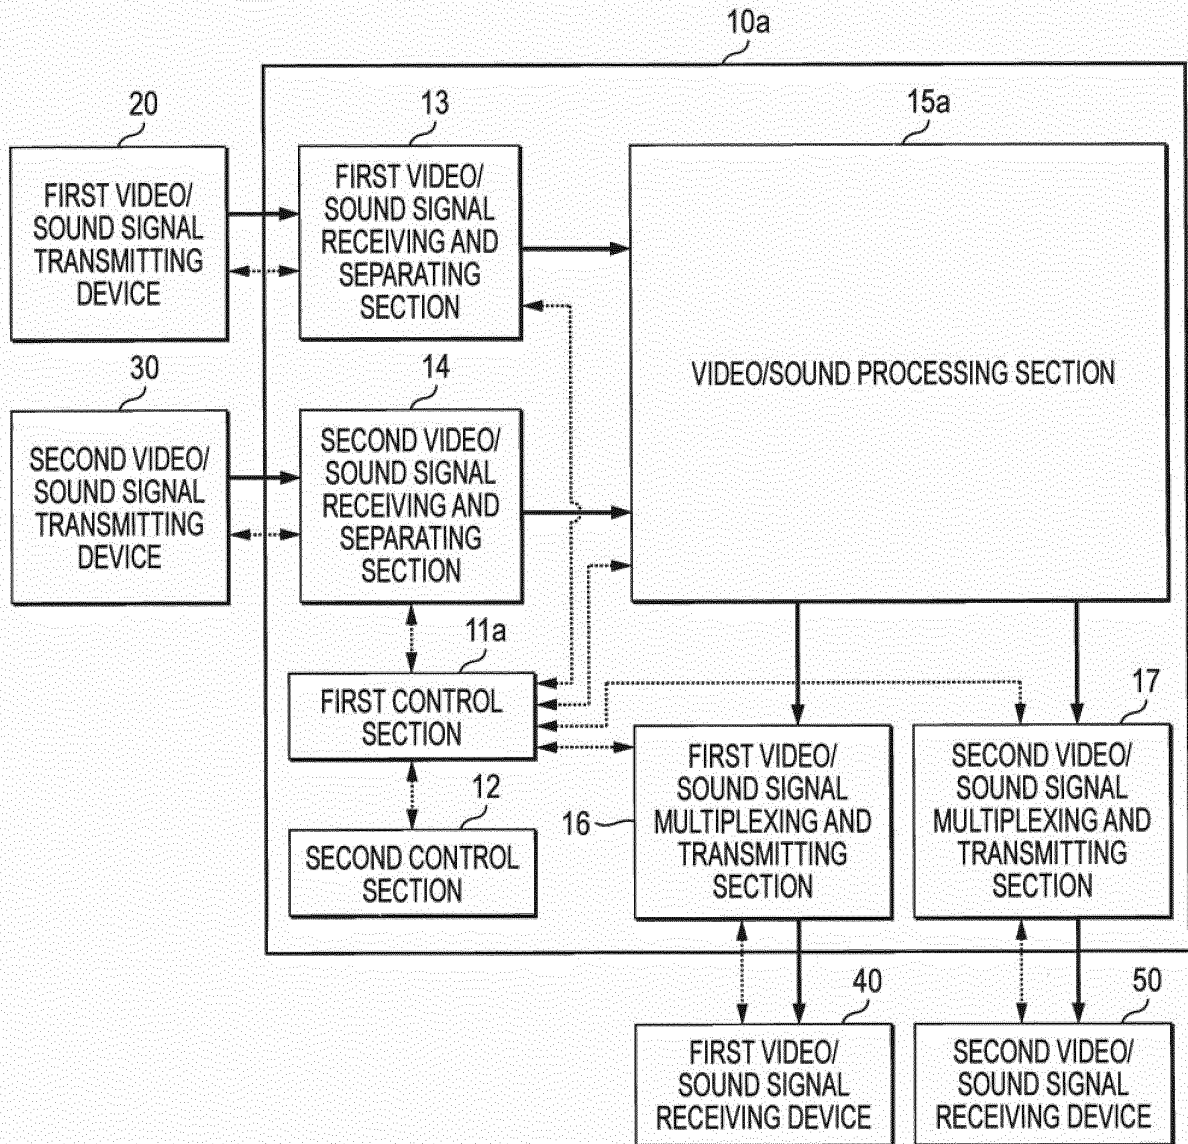 10a
20
FIRST VIDEO/
SOUND SIGNAL
TRANSMITTING
DEVICE
13
FIRST VIDEO/
SOUND SIGNAL
RECEIVING AND
SEPARATING
SECTION
15a
VIDEO/SOUND PROCESSING SECTION
30
SECOND VIDEO/
SOUND SIGNAL
TRANSMITTING
DEVICE
14
SECOND VIDEO/
SOUND SIGNAL
RECEIVING AND
SEPARATING
SECTION
11a
FIRST CONTROL
SECTION
12
SECOND CONTROL
SECTION
16
FIRST VIDEO/
SOUND SIGNAL
MULTIPLEXING AND
TRANSMITTING
SECTION
17
SECOND VIDEO/
SOUND SIGNAL
MULTIPLEXING AND
TRANSMITTING
SECTION
40
FIRST VIDEO/
SOUND SIGNAL
RECEIVING DEVICE
50
SECOND VIDEO/
SOUND SIGNAL
RECEIVING DEVICE